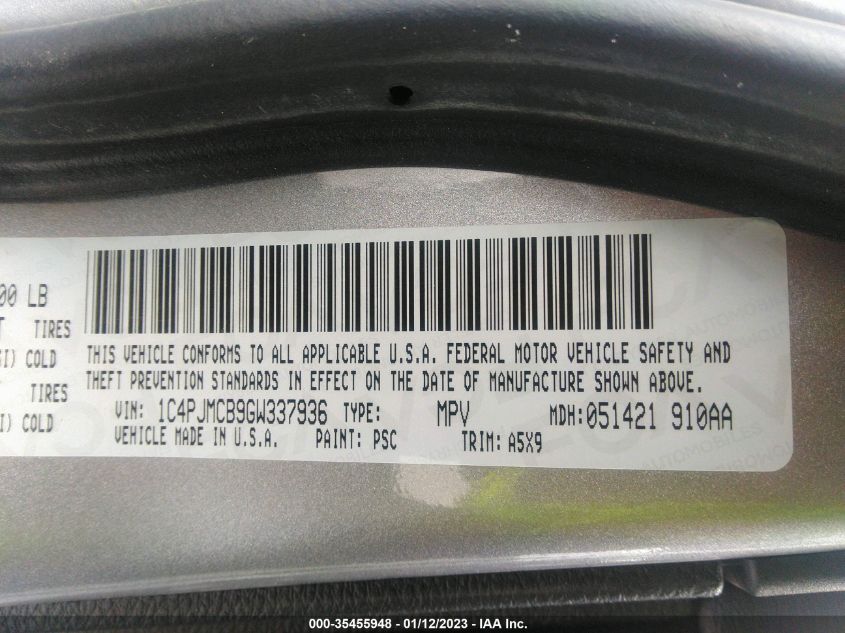 00 LB
TIRES
SI) COLD
TIRES
SI) COLD
THIS VEHICLE CONFORMS TO ALL APPLICABLE U.S.A. FEDERAL MOTOR VEHICLE SAFETY AND
THEFT PREVENTION STANDARDS IN EFFECT ON THE DATE OF MANUFACTURE SHOWN ABOVE.
VIN: 1C4PJMCB9GW337936 TYPE: MPV MDH: 051421 910AA
VEHICLE MADE IN U.S.A. PAINT: PSC TRIM: A5X9
000-35455948 - 01/12/2023 - IAA Inc.